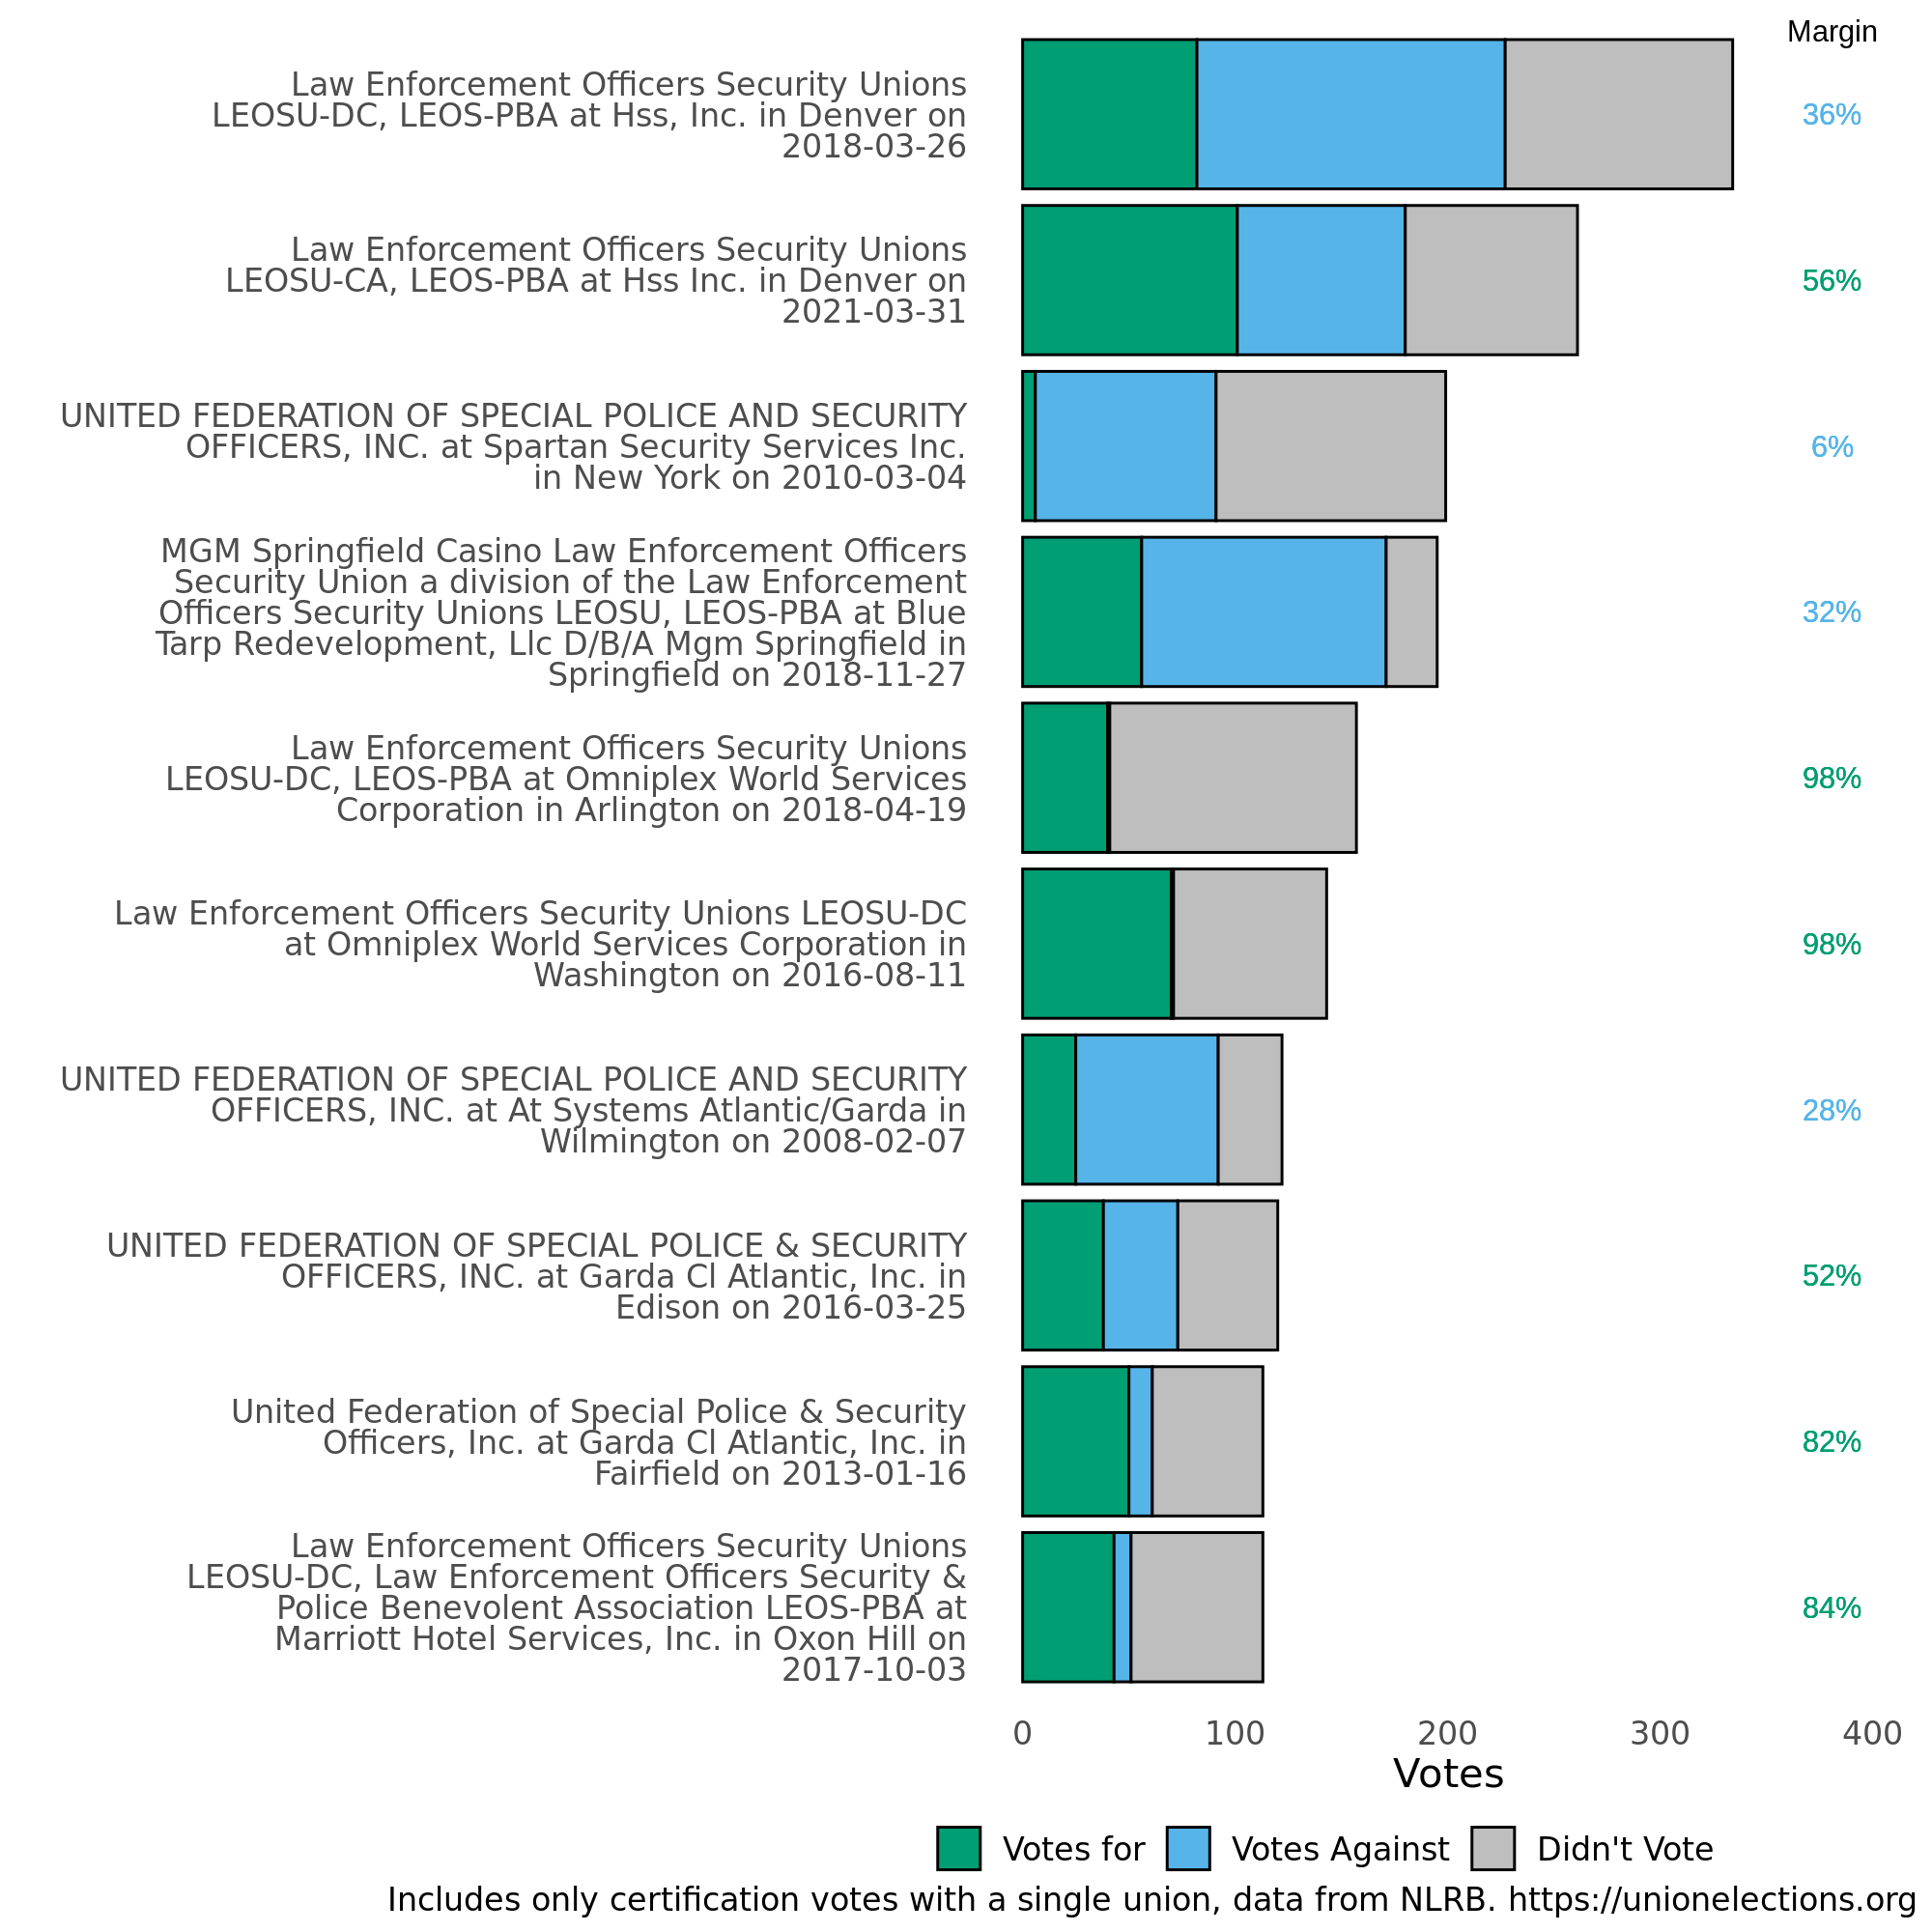 Margin
Law Enforcement Officers Security Unions
LEOSU-DC, LEOS-PBA at Hss, Inc. in Denver on
2018-03-26
36%
Law Enforcement Officers Security Unions
LEOSU-CA, LEOS-PBA at Hss Inc. in Denver on
2021-03-31
56%
UNITED FEDERATION OF SPECIAL POLICE AND SECURITY
OFFICERS, INC. at Spartan Security Services Inc.
in New York on 2010-03-04
6%
MGM Springfield Casino Law Enforcement Officers
Security Union a division of the Law Enforcement
Officers Security Unions LEOSU, LEOS-PBA at Blue
Tarp Redevelopment, Llc D/B/A Mgm Springfield in
Springfield on 2018-11-27
32%
Law Enforcement Officers Security Unions
LEOSU-DC, LEOS-PBA at Omniplex World Services
Corporation in Arlington on 2018-04-19
98%
Law Enforcement Officers Security Unions LEOSU-DC
at Omniplex World Services Corporation in
Washington on 2016-08-11
98%
UNITED FEDERATION OF SPECIAL POLICE AND SECURITY
OFFICERS, INC. at At Systems Atlantic/Garda in
Wilmington on 2008-02-07
28%
UNITED FEDERATION OF SPECIAL POLICE & SECURITY
OFFICERS, INC. at Garda Cl Atlantic, Inc. in
Edison on 2016-03-25
52%
United Federation of Special Police & Security
Officers, Inc. at Garda Cl Atlantic, Inc. in
Fairfield on 2013-01-16
82%
Law Enforcement Officers Security Unions
LEOSU-DC, Law Enforcement Officers Security &
Police Benevolent Association LEOS-PBA at
Marriott Hotel Services, Inc. in Oxon Hill on
2017-10-03
84%
0 100 200 300 400
Votes
Votes for Votes Against Didn't Vote
Includes only certification votes with a single union, data from NLRB. https://unionelections.org